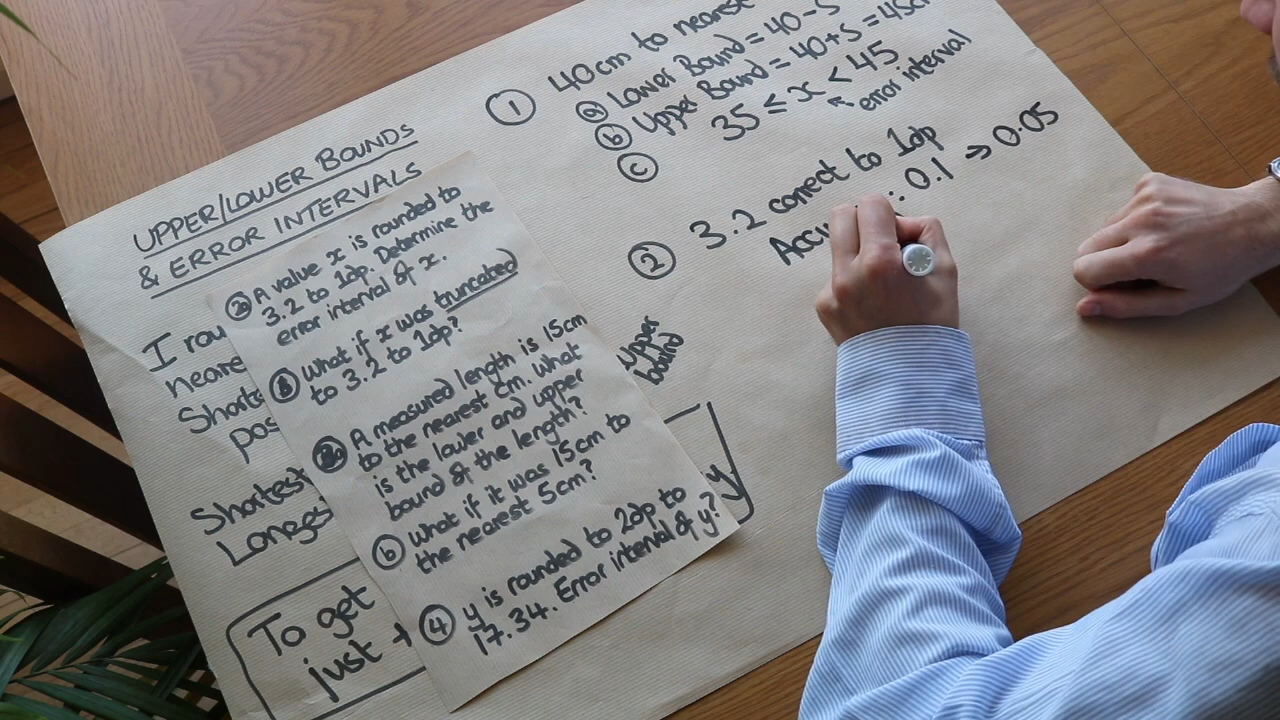 UPPER/LOWER BOUNDS
& ERROR INTERVALS
I rou
neare
Shorte
pos
Shortest
Longes
To get
just
A value x is rounded to
3.2 to 1dp. Determine the
error interval of x.
b What if x was truncated
to 3.2 to 1dp?
A measured length is 15cm
to the nearest cm. What
is the lower and upper
bound of the length?
b What if it was 15cm to
the nearest 5cm?
4 y is rounded to 2dp to
17.34. Error interval of y?
upper
bound
y
1 40cm to nearest
a Lower Bound = 40-5
b Upper Bound = 40+5 = 45c
c 35 ≤ x < 45
error interval
2 3.2 correct to 1dp
Accu : 0.1 → 0.05